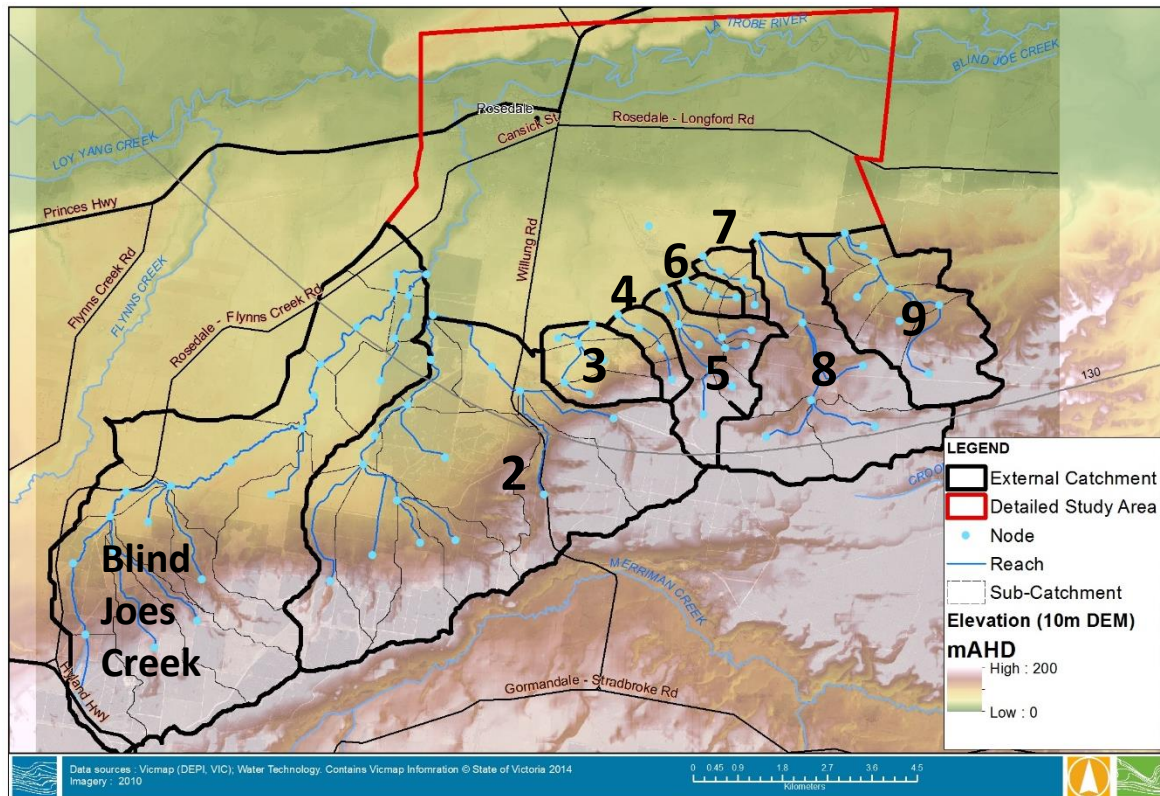 LA TROBE RIVER
BLIND JOE CREEK
Rosedale
Cansick St
Rosedale - Longford Rd
LOY YANG CREEK
Princes Hwy
Flynns Creek Rd
FLYNNS CREEK
Rosedale - Flynns Creek Rd
Willung Rd
7
6
4
3
5
9
8
130
2
Blind
Joes
Creek
Hyland Hwy
MERRIMAN CREEK
Gormandale - Stradbroke Rd
LEGEND
External Catchment
Detailed Study Area
Node
Reach
Sub-Catchment
Elevation (10m DEM)
mAHD
High : 200
Low : 0
Data sources : Vicmap (DEPI, VIC); Water Technology. Contains Vicmap Infomration © State of Victoria 2014
Imagery : 2010
0 0.45 0.9 1.8 2.7 3.6 4.5
Kilometers